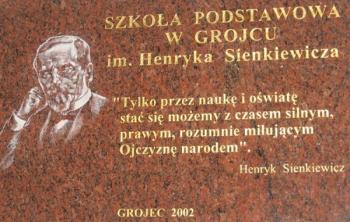 SZKOŁA PODSTAWOWA
W GROJCU
im. Henryka Sienkiewicza
"Tylko przez naukę i oświatę
stać się możemy z czasem silnym,
prawym, rozumnie miłującym
Ojczyznę narodem".
Henryk Sienkiewicz
GROJEC 2002